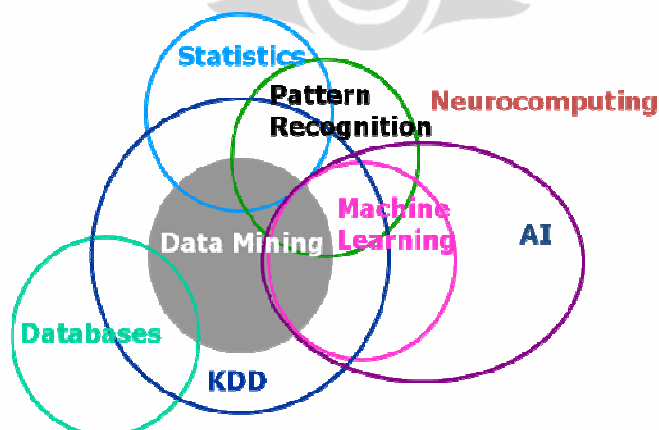 Statistics
Pattern
Recognition
Neurocomputing
Machine
Learning
Data Mining
AI
Databases
KDD